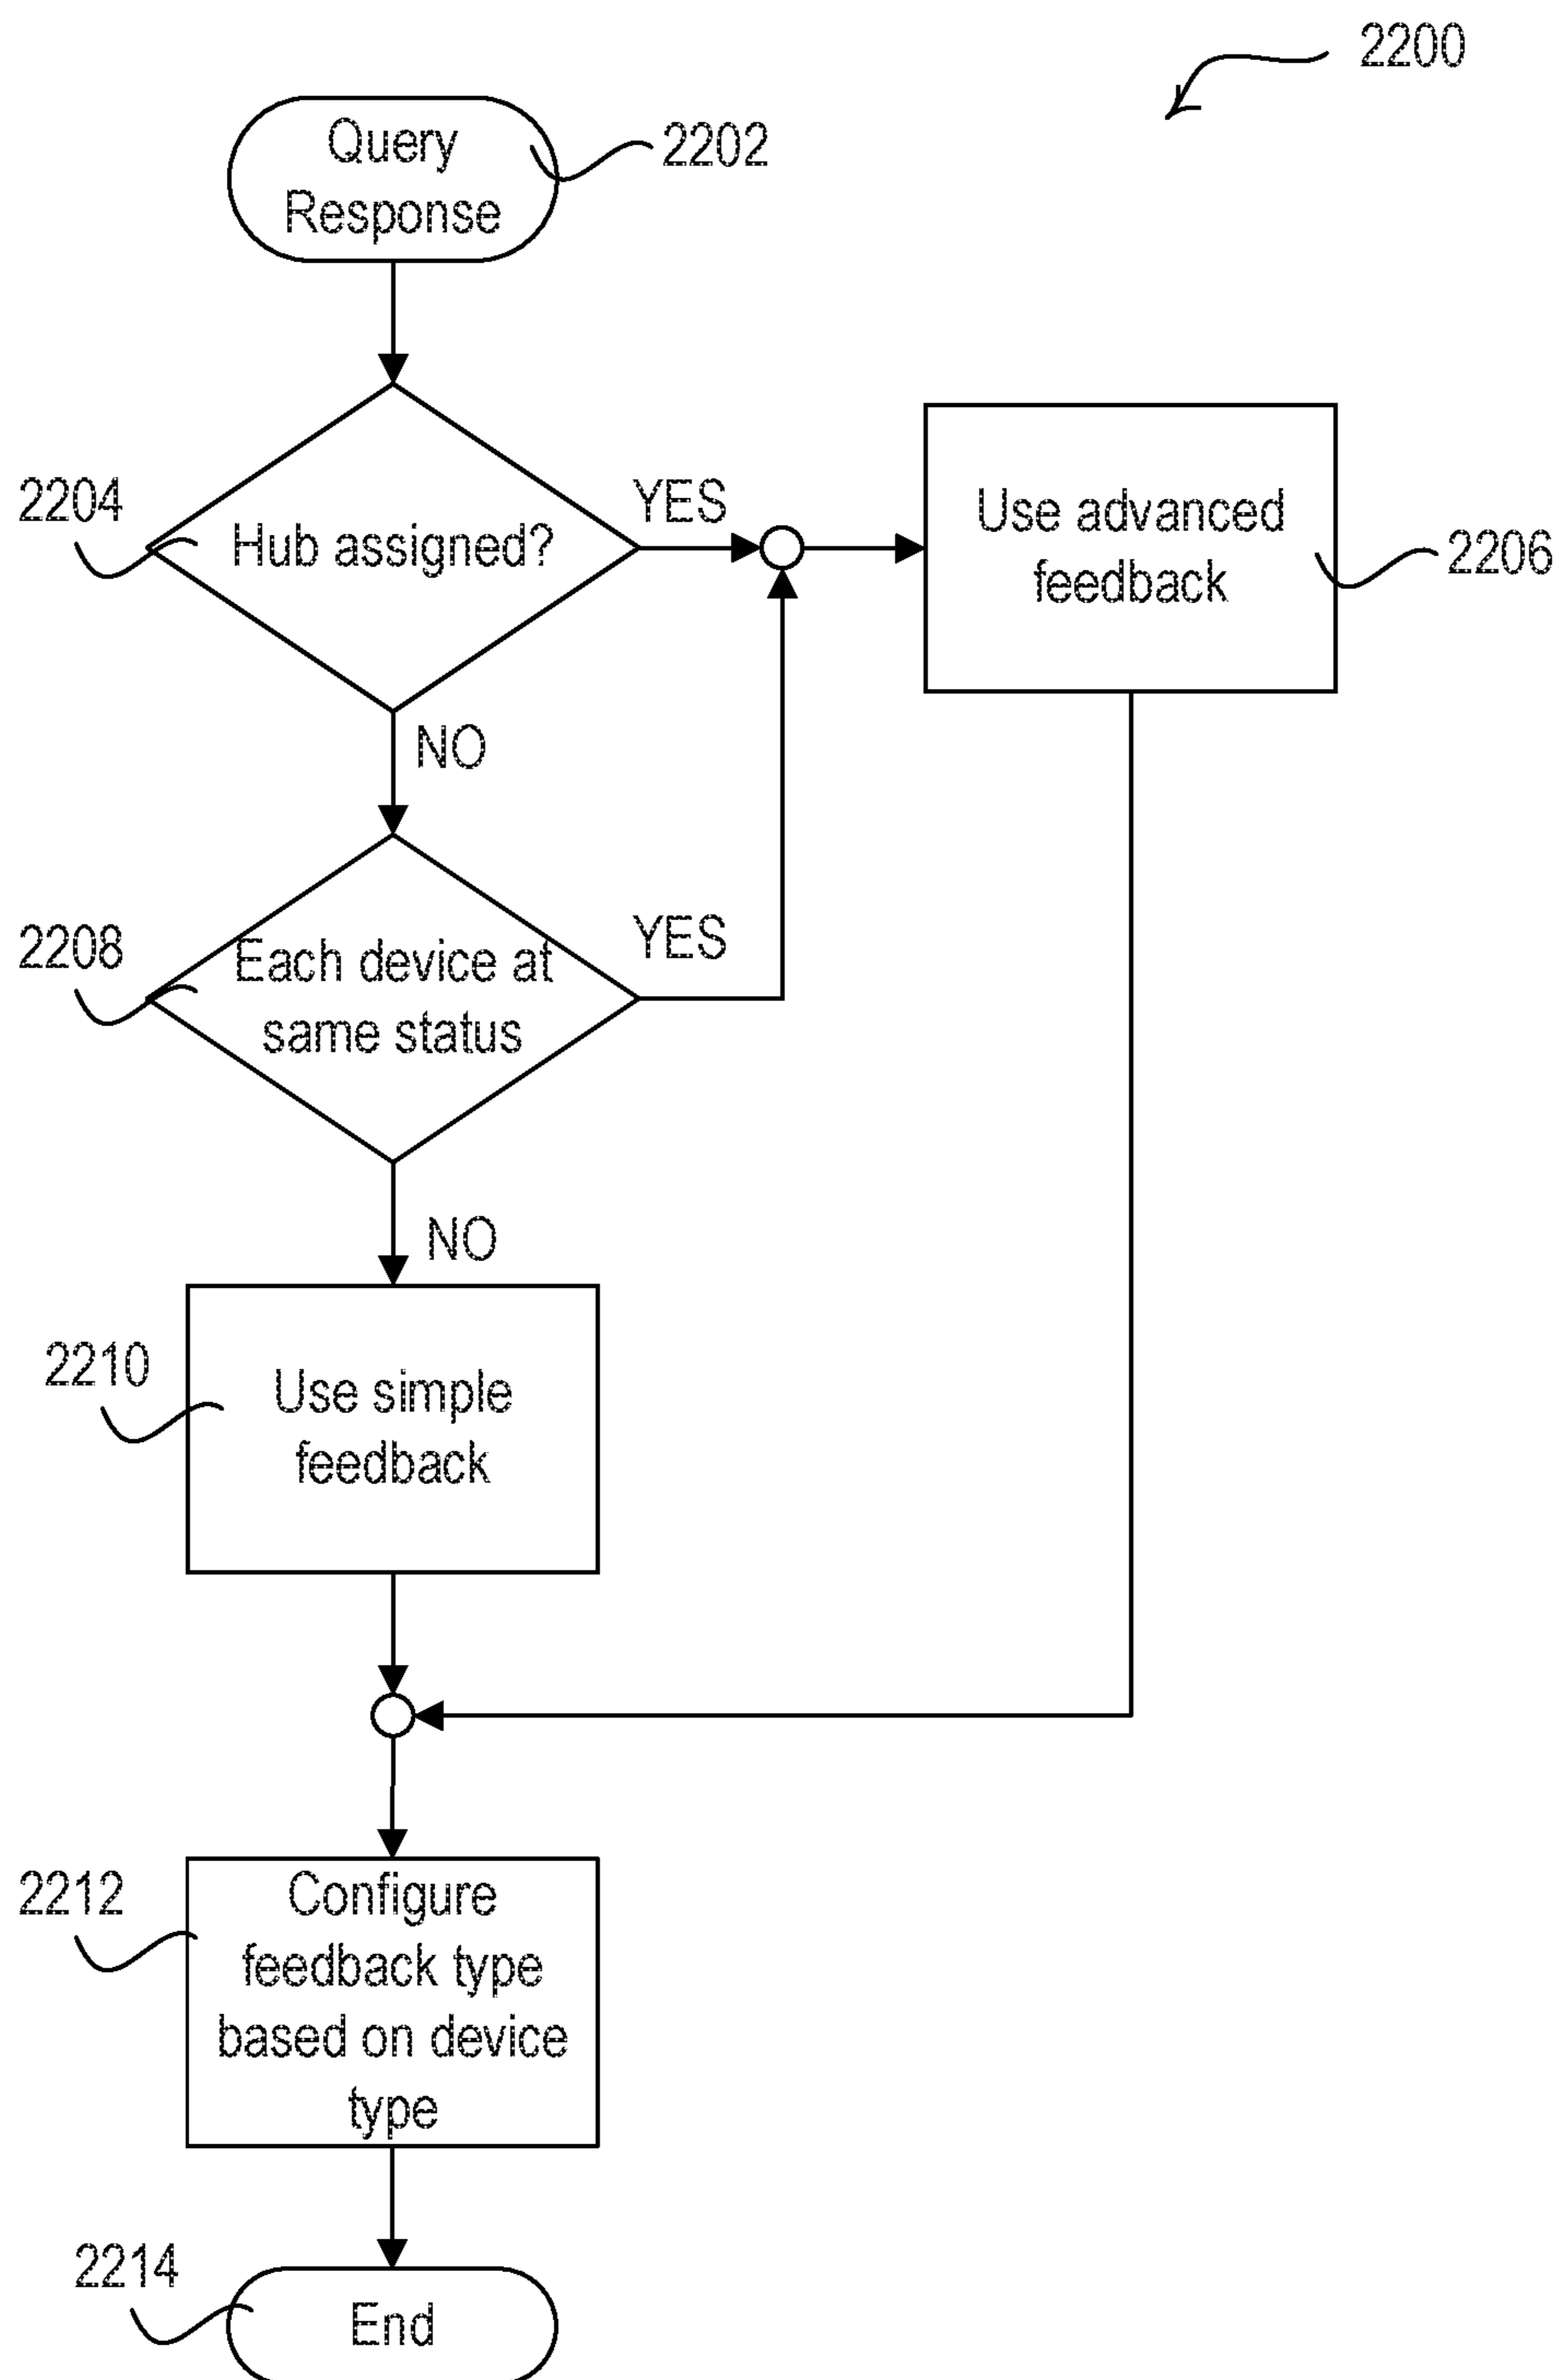 2200
Query
Response
2202
2204
Hub assigned?
YES
Use advanced
feedback
2206
NO
2208
Each device at
same status
YES
NO
2210
Use simple
feedback
2212
Configure
feedback type
based on device
type
2214
End